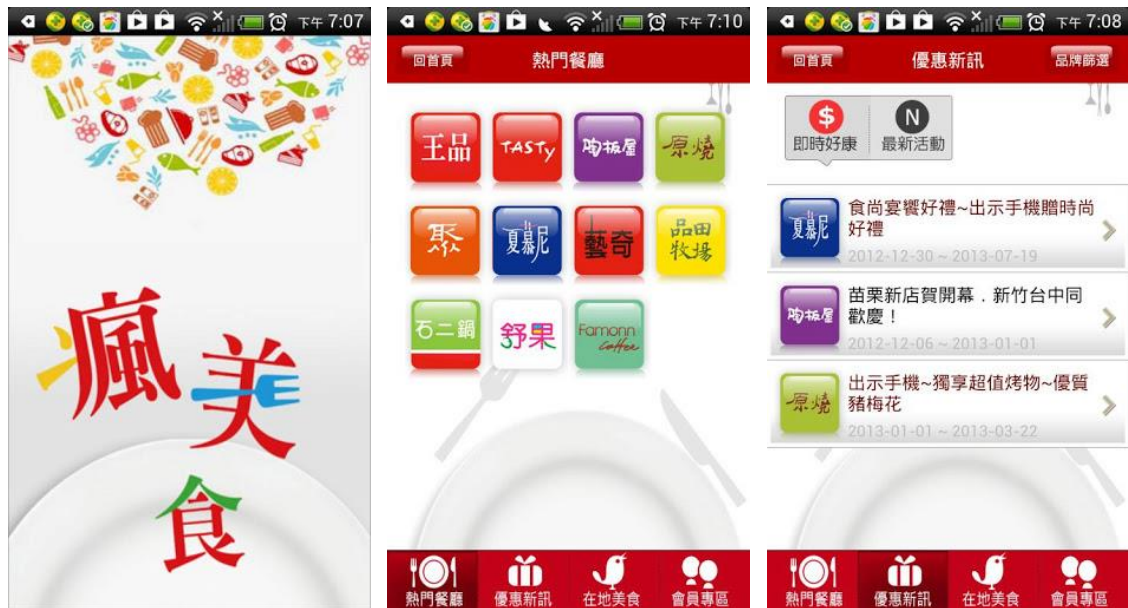 下午 7:07
瘋
美
食
下午 7:10
回首頁
熱門餐廳
王品
TASTy
陶板屋
原燒
聚
夏慕尼
藝奇
品田
牧場
石二鍋
舒果
Famonn
Coffee
熱門餐廳
優惠新訊
在地美食
會員專區
下午 7:08
回首頁
優惠新訊
品牌篩選
$
N
即時好康
最新活動
夏慕尼
食尚宴饗好禮~出示手機贈時尚
好禮
2012-12-30 ~ 2013-07-19
陶板屋
苗栗新店賀開幕．新竹台中同
歡慶！
2012-12-06 ~ 2013-01-01
原燒
出示手機~獨享超值烤物~優質
豬梅花
2013-01-01 ~ 2013-03-22
熱門餐廳
優惠新訊
在地美食
會員專區